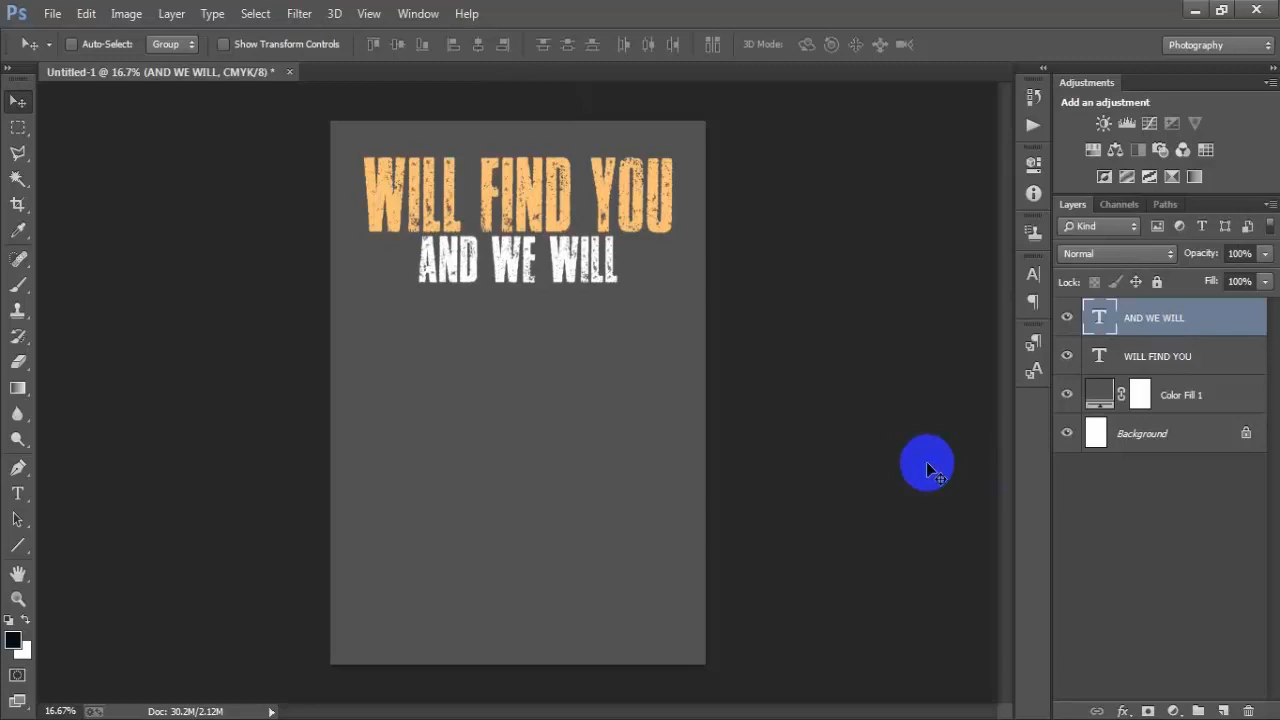 Ps File Edit Image Layer Type Select Filter 3D View Window Help
Auto-Select: Group Show Transform Controls 3D Mode: Photography
Untitled-1 @ 16.7% (AND WE WILL, CMYK/8) * ×
WILL FIND YOU
AND WE WILL
Adjustments
Add an adjustment
Layers Channels Paths
Kind
Normal Opacity: 100%
Lock: Fill: 100%
T AND WE WILL
T WILL FIND YOU
Color Fill 1
Background
16.67% Doc: 30.2M/2.12M